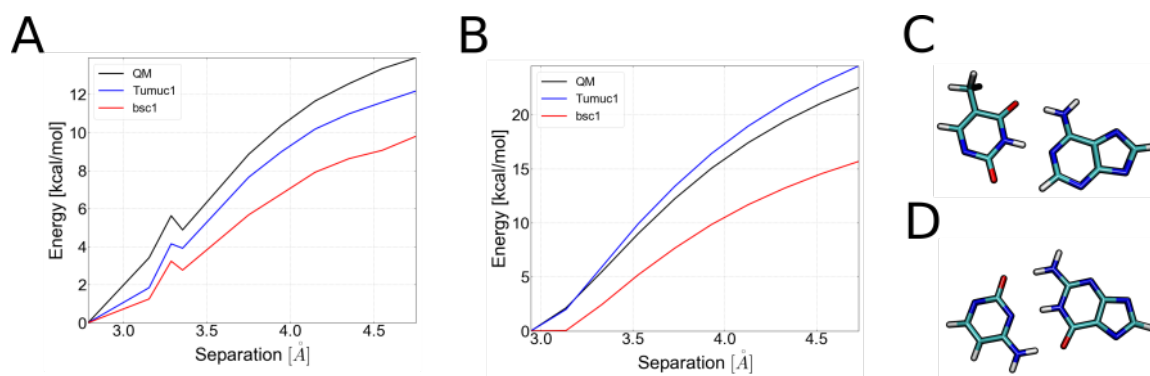 A
Energy [kcal/mol]
12
10
8
6
4
2
0
QM
Tumuc1
bsc1
3.0 3.5 4.0 4.5
Separation [Å]
B
Energy [kcal/mol]
20
15
10
5
0
QM
Tumuc1
bsc1
3.0 3.5 4.0 4.5
Separation [Å]
C
D